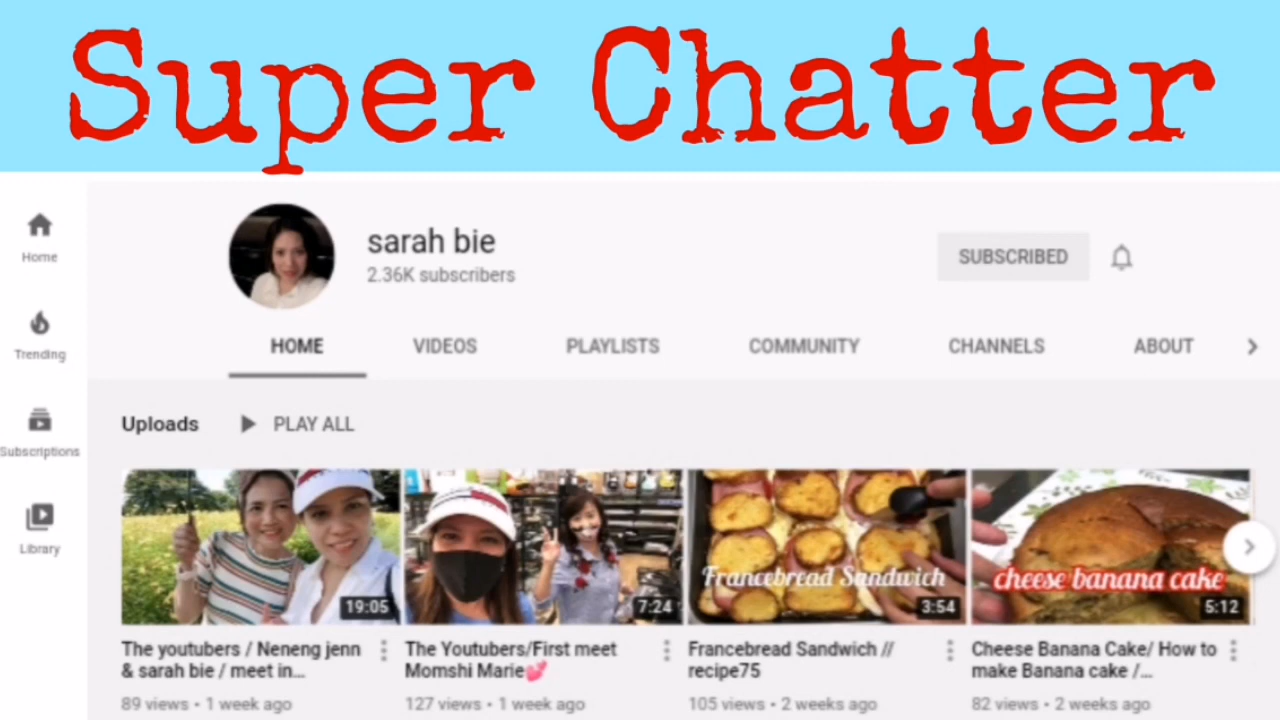 Super Chatter
Home
Trending
Subscriptions
Library
sarah bie
2.36K subscribers
SUBSCRIBED
HOME VIDEOS PLAYLISTS COMMUNITY CHANNELS ABOUT
Uploads PLAY ALL
19:05
7:24
Francebread Sandwich
3:54
cheese banana cake
5:12
The youtubers / Neneng jenn
& sarah bie / meet in...
89 views • 1 week ago
The Youtubers/First meet
Momshi Marie💕
127 views • 1 week ago
Francebread Sandwich //
recipe75
105 views • 2 weeks ago
Cheese Banana Cake/ How to
make Banana cake /...
82 views • 2 weeks ago